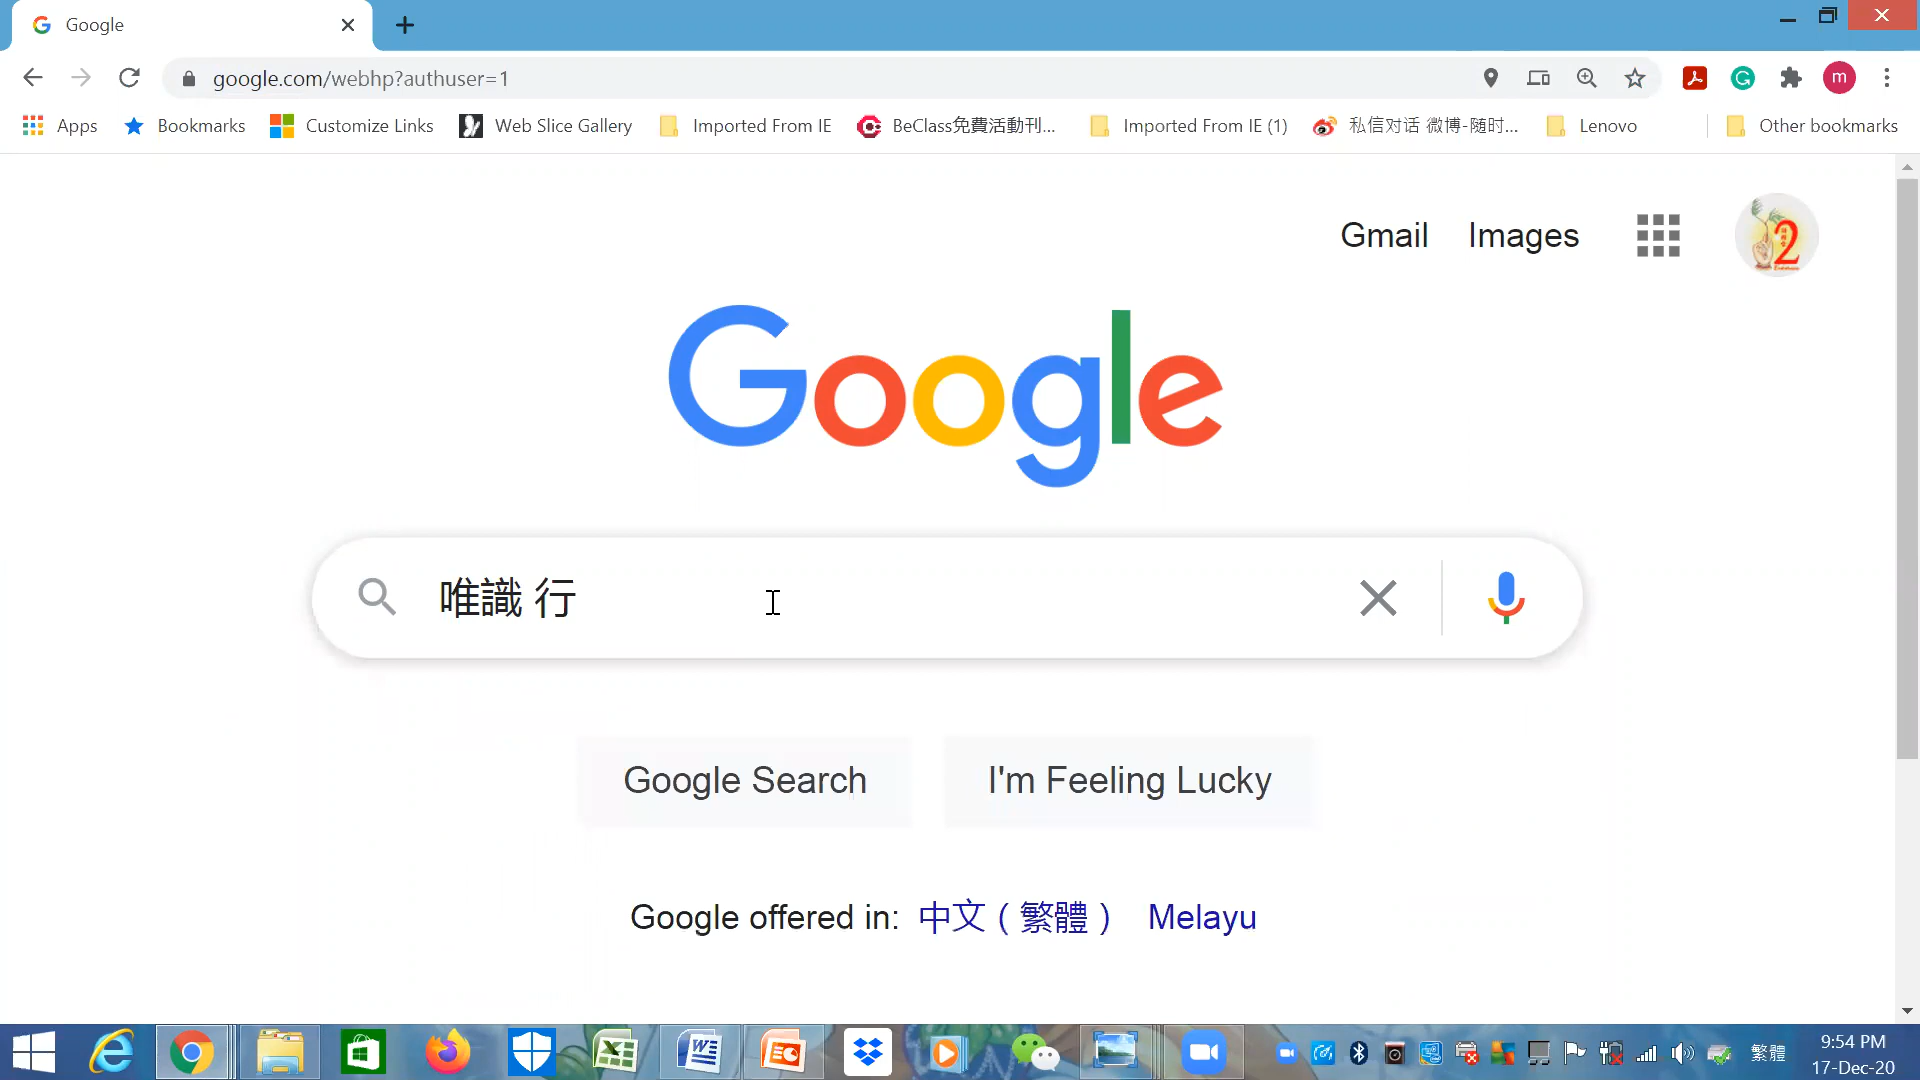 Google
google.com/webhp?authuser=1
m
Apps
Bookmarks
Customize Links
Web Slice Gallery
Imported From IE
BeClass免費活動刊...
Imported From IE (1)
私信对话 微博-随时...
Lenovo
Other bookmarks
Gmail
Images
2
Google
唯識 行
Google Search
I'm Feeling Lucky
Google offered in: 中文 ( 繁體 ) Melayu
繁體
9:54 PM
17-Dec-20